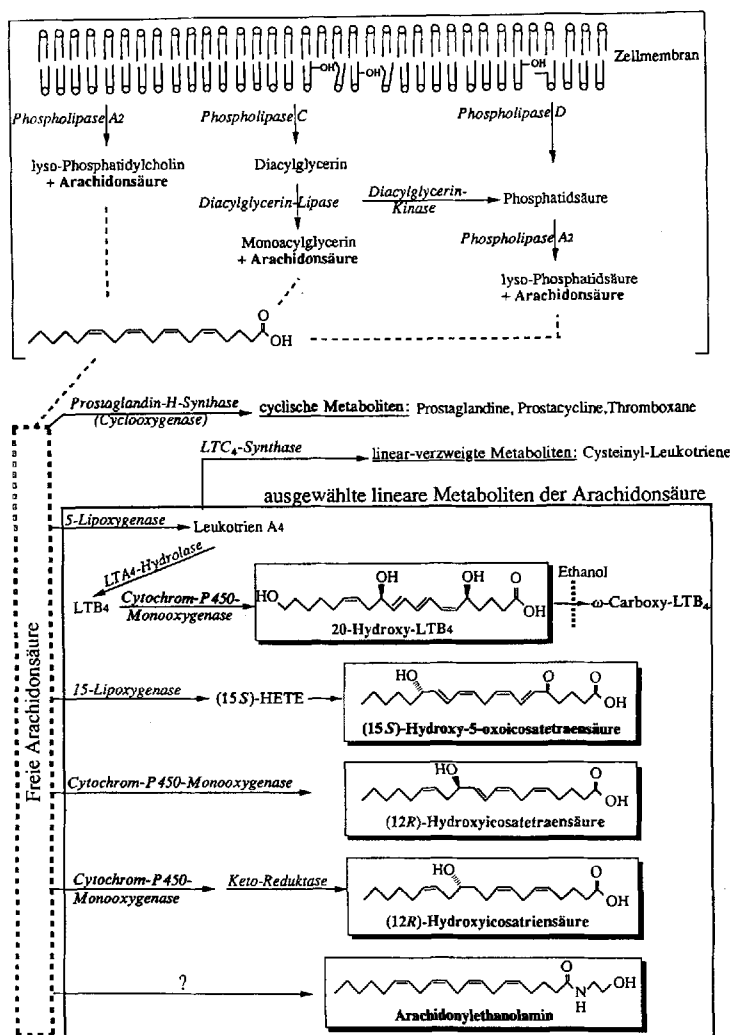 OH OH OH
Zellmembran
Phospholipase A2 Phospholipase C Phospholipase D
lyso-Phosphatidylcholin
+ Arachidonsäure
Diacylglycerin
Diacylglycerin-Lipase
Diacylglycerin-
Kinase
Phosphatidsäure
Monoacylglycerin
+ Arachidonsäure
Phospholipase A2
lyso-Phosphatidsäure
+ Arachidonsäure
O
OH
Prostaglandin-H-Synthase
(Cyclooxygenase)
cyclische Metaboliten: Prostaglandine, Prostacycline,Thromboxane
LTC4-Synthase
linear-verzweigte Metaboliten: Cysteinyl-Leukotriene
ausgewählte lineare Metaboliten der Arachidonsäure
5-Lipoxygenase
Leukotrien A4
LTA4-Hydrolase
LTB4
Cytochrom-P450-
Monooxygenase
HO OH OH O OH
20-Hydroxy-LTB4
Ethanol
ω-Carboxy-LTB4
15-Lipoxygenase
(15S)-HETE
HO O O OH
(15S)-Hydroxy-5-oxoicosatetraensäure
Cytochrom-P450-Monooxygenase
HO O OH
(12R)-Hydroxyicosatetraensäure
Cytochrom-P450-
Monooxygenase
Keto-Reduktase
HO O OH
(12R)-Hydroxyicosatriensäure
?
O N H OH
Arachidonylethanolamin
Freie Arachidonsäure